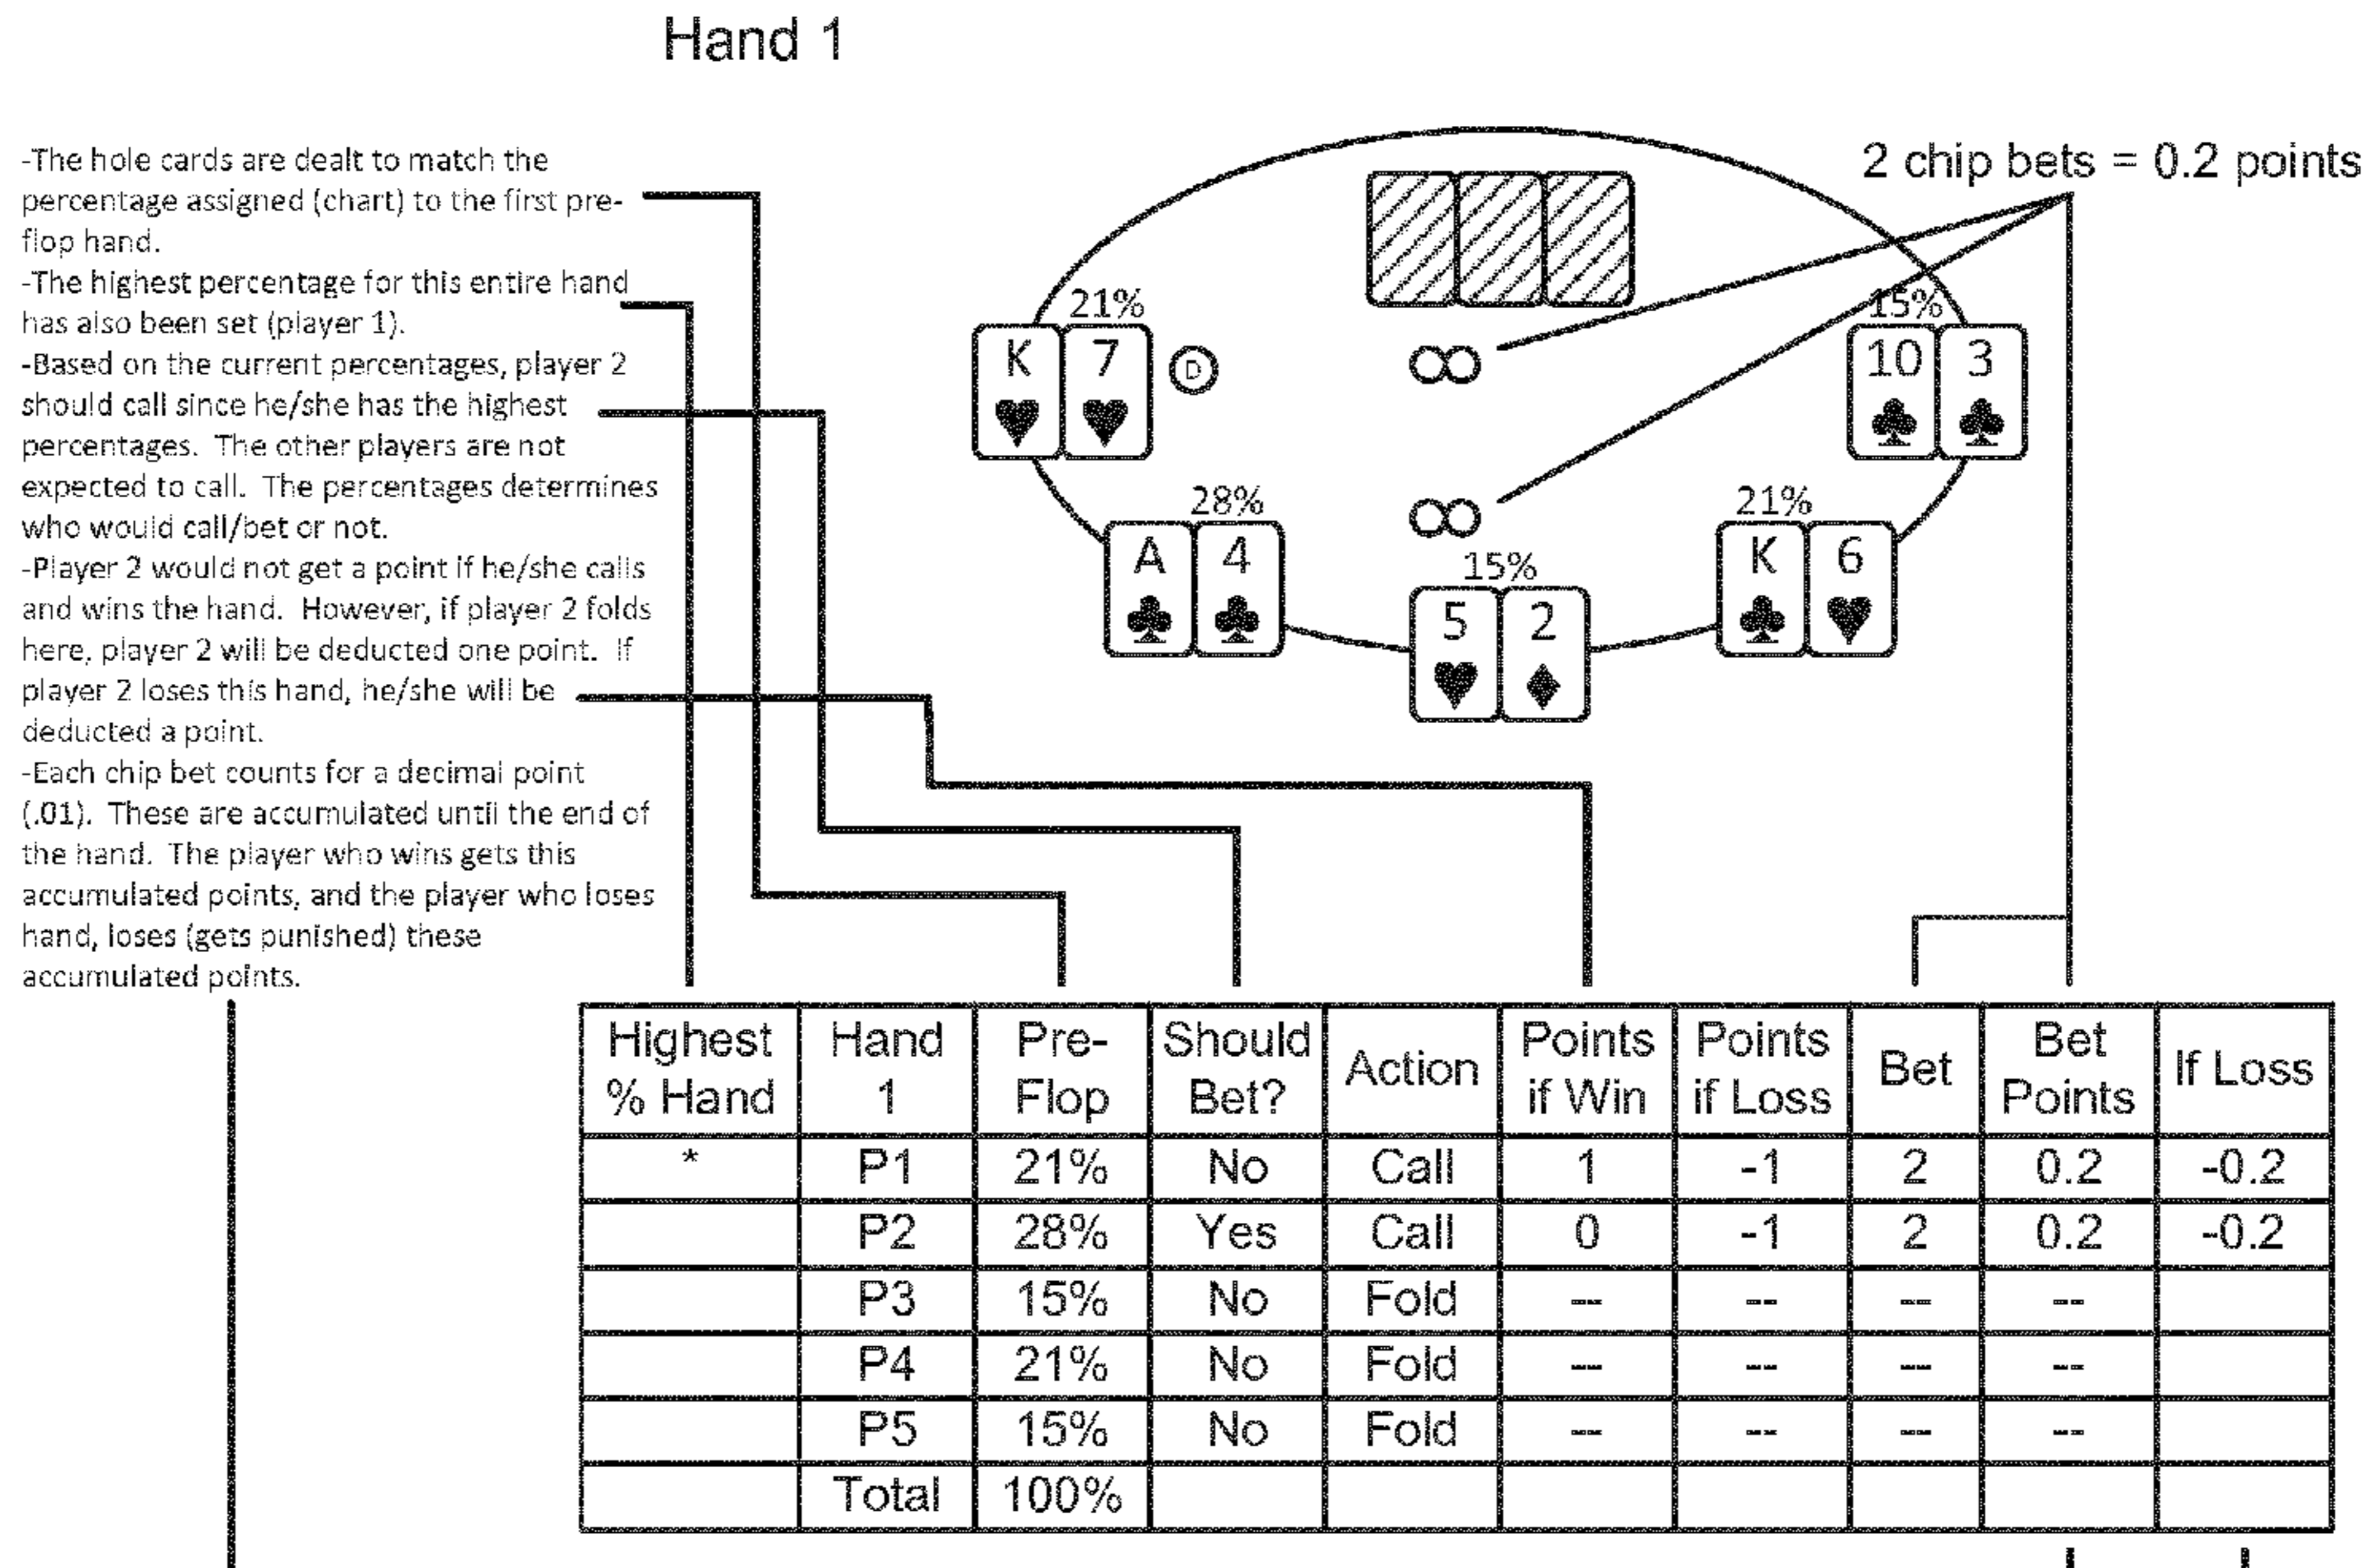 Hand 1
-The hole cards are dealt to match the
percentage assigned (chart) to the first pre-
flop hand.
-The highest percentage for this entire hand
has also been set (player 1).
-Based on the current percentages, player 2
should call since he/she has the highest
percentages. The other players are not
expected to call. The percentages determines
who would call/bet or not.
-Player 2 would not get a point if he/she calls
and wins the hand. However, if player 2 folds
here, player 2 will be deducted one point. If
player 2 loses this hand, he/she will be
deducted a point.
-Each chip bet counts for a decimal point
(.01). These are accumulated until the end of
the hand. The player who wins gets this
accumulated points, and the player who loses
hand, loses (gets punished) these
accumulated points.
2 chip bets = 0.2 points
21%
K 7
D
15%
10 3
28%
A 4
15%
5 2
21%
K 6
Highest % Hand | Hand 1 | Pre-Flop | Should Bet? | Action | Points if Win | Points if Loss | Bet | Bet Points | If Loss
* P1 21% No Call 1 -1 2 0.2 -0.2
P2 28% Yes Call 0 -1 2 0.2 -0.2
P3 15% No Fold -- -- -- --
P4 21% No Fold -- -- -- --
P5 15% No Fold -- -- -- --
Total 100%